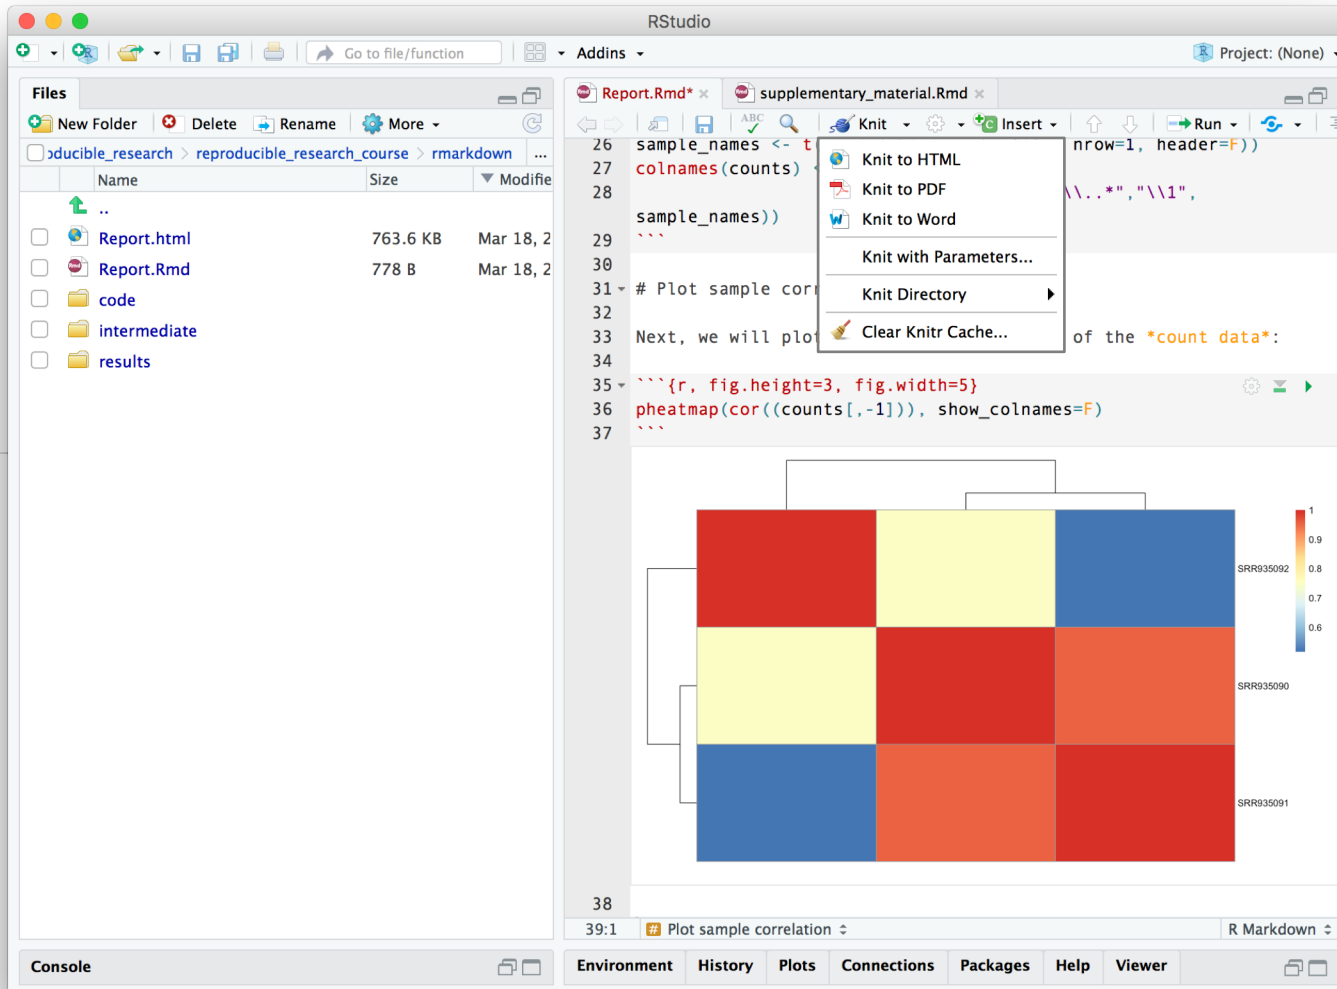 RStudio
Go to file/function
Addins
Project: (None)
Files
New Folder
Delete
Rename
More
oducible_research
reproducible_research_course
rmarkdown
...
Name
Size
Modifie
..
Report.html
763.6 KB
Mar 18, 2
Report.Rmd
778 B
Mar 18, 2
code
intermediate
results
Console
Report.Rmd*
supplementary_material.Rmd
ABC
Knit
Insert
Run
Knit to HTML
Knit to PDF
Knit to Word
Knit with Parameters...
Knit Directory
Clear Knitr Cache...
26 sample_names <- t( nrow=1, header=F))
27 colnames(counts)
28 \\..*","\\1",
sample_names))
29 ```
30
31 # Plot sample cor
32
33 Next, we will plo of the *count data*:
34
35 ```{r, fig.height=3, fig.width=5}
36 pheatmap(cor((counts[,-1])), show_colnames=F)
37 ```
1
0.9
0.8
0.7
0.6
SRR935092
SRR935090
SRR935091
38
39:1
# Plot sample correlation
R Markdown
Environment
History
Plots
Connections
Packages
Help
Viewer